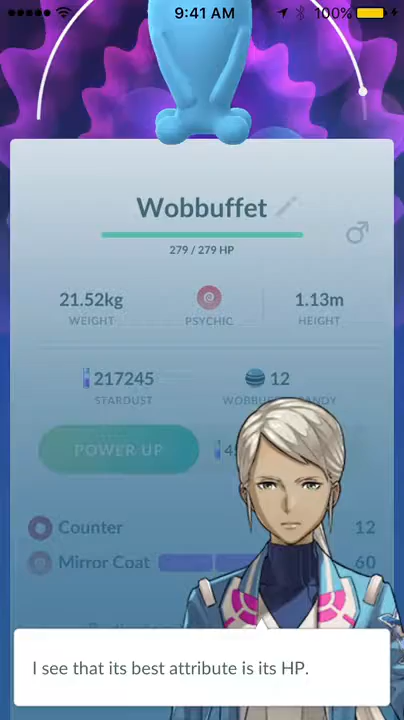 9:41 AM
100%
Wobbuffet
279 / 279 HP
21.52kg
1.13m
WEIGHT
PSYCHIC
HEIGHT
217245
12
STARDUST
POWER UP
Counter
12
Mirror Coat
60
I see that its best attribute is its HP.